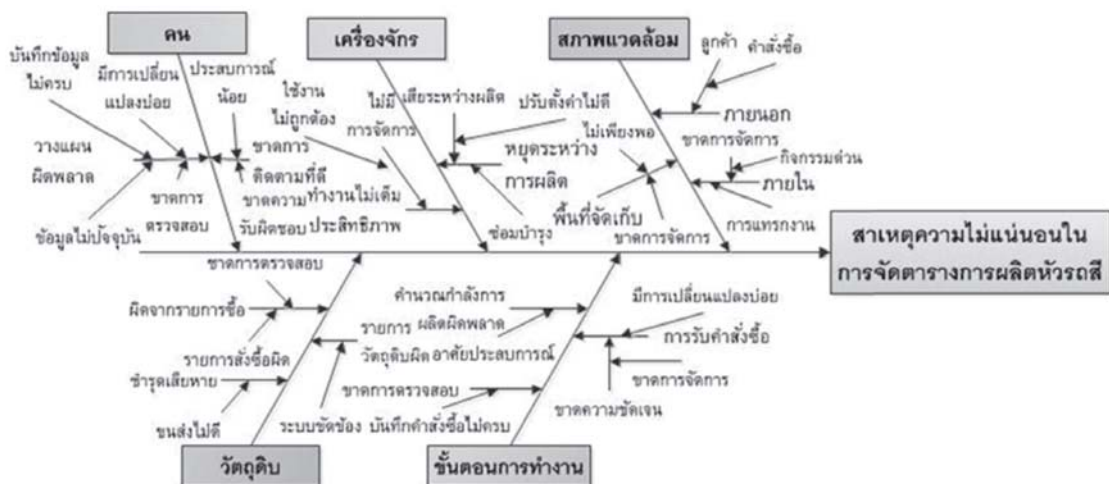 คน
เครื่องจักร
สภาพแวดล้อม
บันทึกข้อมูล
ไม่ครบ
มีการเปลี่ยน
แปลงบ่อย
ประสบการณ์
น้อย
วางแผน
ผิดพลาด
ขาดการ
ติดตามที่ดี
ขาดการ
ตรวจสอบ
ขาดความ
รับผิดชอบ
ข้อมูลไม่ปัจจุบัน
ใช้งาน
ไม่ถูกต้อง
ไม่มี
การจัดการ
เสียระหว่างผลิต
ปรับตั้งค่าไม่ดี
หยุดระหว่าง
การผลิต
ทำงานไม่เต็ม
ประสิทธิภาพ
ซ่อมบำรุง
ลูกค้า
คำสั่งซื้อ
ภายนอก
ไม่เพียงพอ
ขาดการจัดการ
กิจกรรมด่วน
ภายใน
พื้นที่จัดเก็บ
ขาดการจัดการ
การแทรกงาน
สาเหตุความไม่แน่นอนใน
การจัดตารางการผลิตหัวรถสี
ขาดการตรวจสอบ
ผิดจากรายการซื้อ
รายการสั่งซื้อผิด
รายการ
วัตถุดิบผิด
ชำรุดเสียหาย
ขนส่งไม่ดี
ระบบขัดข้อง
คำนวณกำลังการ
ผลิตผิดพลาด
อาศัยประสบการณ์
มีการเปลี่ยนแปลงบ่อย
การรับคำสั่งซื้อ
ขาดการตรวจสอบ
ขาดการจัดการ
บันทึกคำสั่งซื้อไม่ครบ
ขาดความชัดเจน
วัตถุดิบ
ขั้นตอนการทำงาน